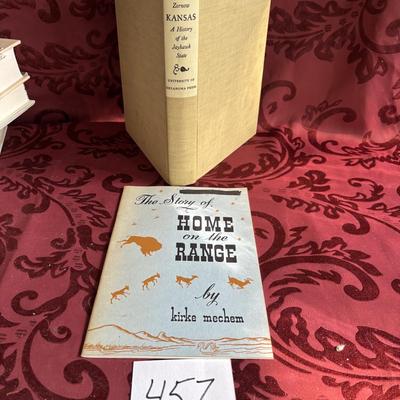 Zornow
KANSAS
A History
of the
Jayhawk
State
UNIVERSITY OF
OKLAHOMA PRESS
The Story of
HOME
on the
RANGE
by
kirke mechem
457